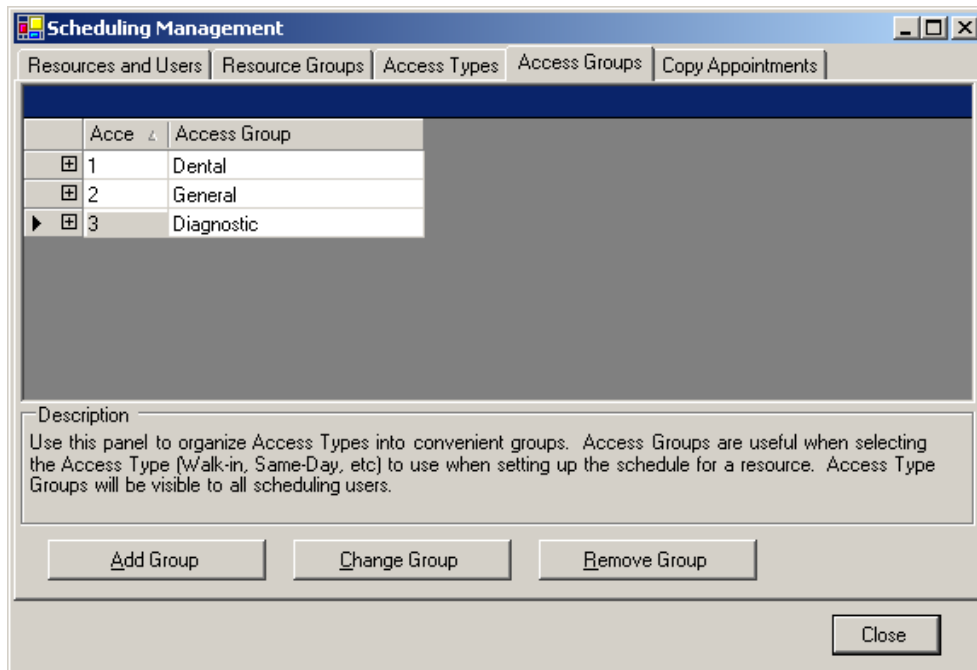 Scheduling Management
Resources and Users Resource Groups Access Types Access Groups Copy Appointments
Acce Access Group
1 Dental
2 General
3 Diagnostic
Description
Use this panel to organize Access Types into convenient groups. Access Groups are useful when selecting
the Access Type (Walk-in, Same-Day, etc) to use when setting up the schedule for a resource. Access Type
Groups will be visible to all scheduling users.
Add Group Change Group Remove Group
Close